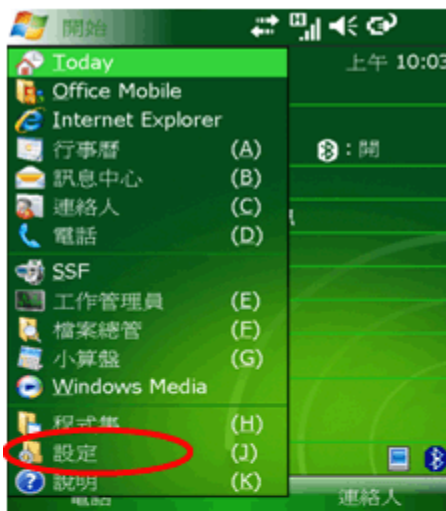 開始
Today
上午 10:03
Office Mobile
Internet Explorer
行事曆 (A)
: 開
訊息中心 (B)
連絡人 (C)
電話 (D)
SSF
工作管理員 (E)
檔案總管 (F)
小算盤 (G)
Windows Media
程式集 (H)
設定 (J)
說明 (K)
電話
連絡人